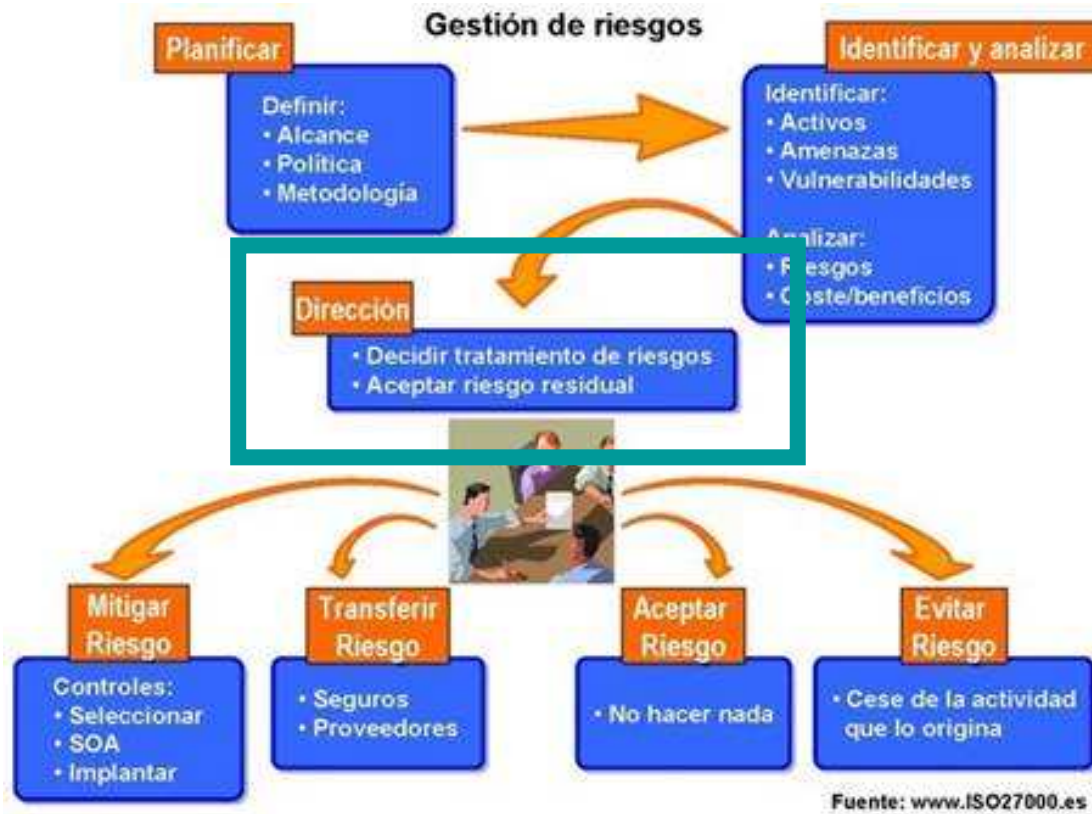 Gestión de riesgos
Planificar
Definir:
• Alcance
• Política
• Metodología
Identificar y analizar
Identificar:
• Activos
• Amenazas
• Vulnerabilidades
Analizar:
• Riesgos
• Coste/beneficios
Dirección
• Decidir tratamiento de riesgos
• Aceptar riesgo residual
Mitigar
Riesgo
Controles:
• Seleccionar
• SOA
• Implantar
Transferir
Riesgo
• Seguros
• Proveedores
Aceptar
Riesgo
• No hacer nada
Evitar
Riesgo
• Cese de la actividad
que lo origina
Fuente: www.ISO27000.es